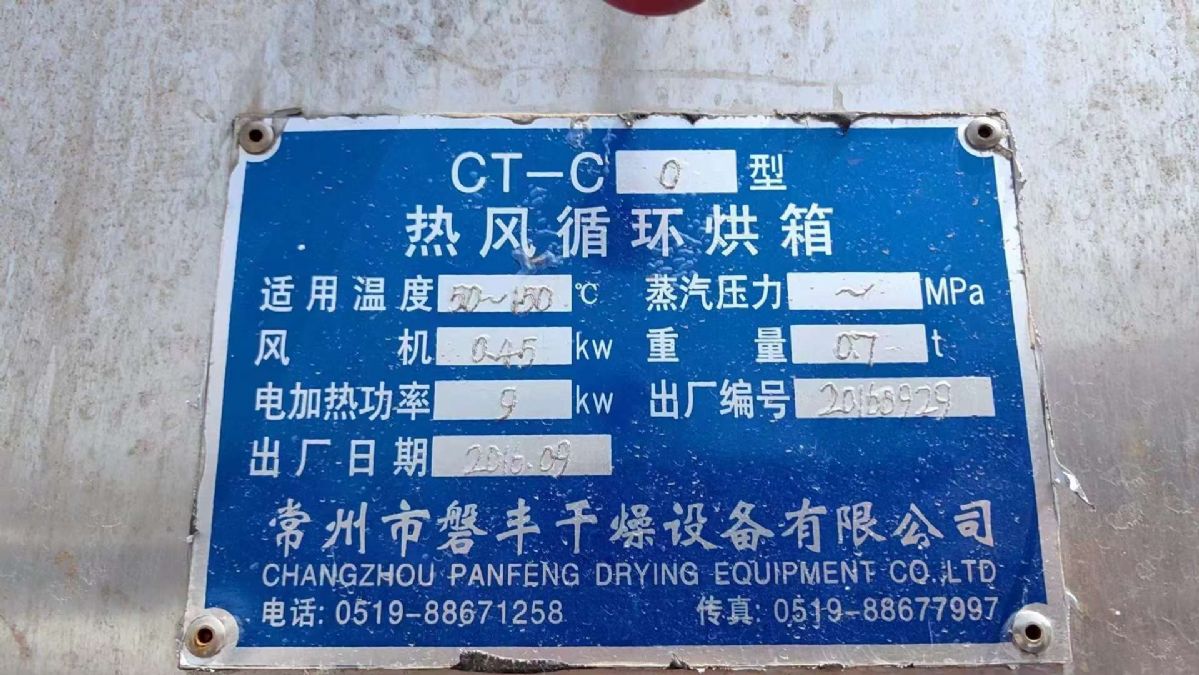 CT-C 0 型
热风循环烘箱
适用温度 50~150 ℃ 蒸汽压力 ~ MPa
风机 0.45 kw 重量 0.7 t
电加热功率 9 kw 出厂编号 20160929
出厂日期 2016.09
常州市磐丰干燥设备有限公司
CHANGZHOU PANFENG DRYING EQUIPMENT CO.,LTD
电话: 0519-88671258 传真: 0519-88677997